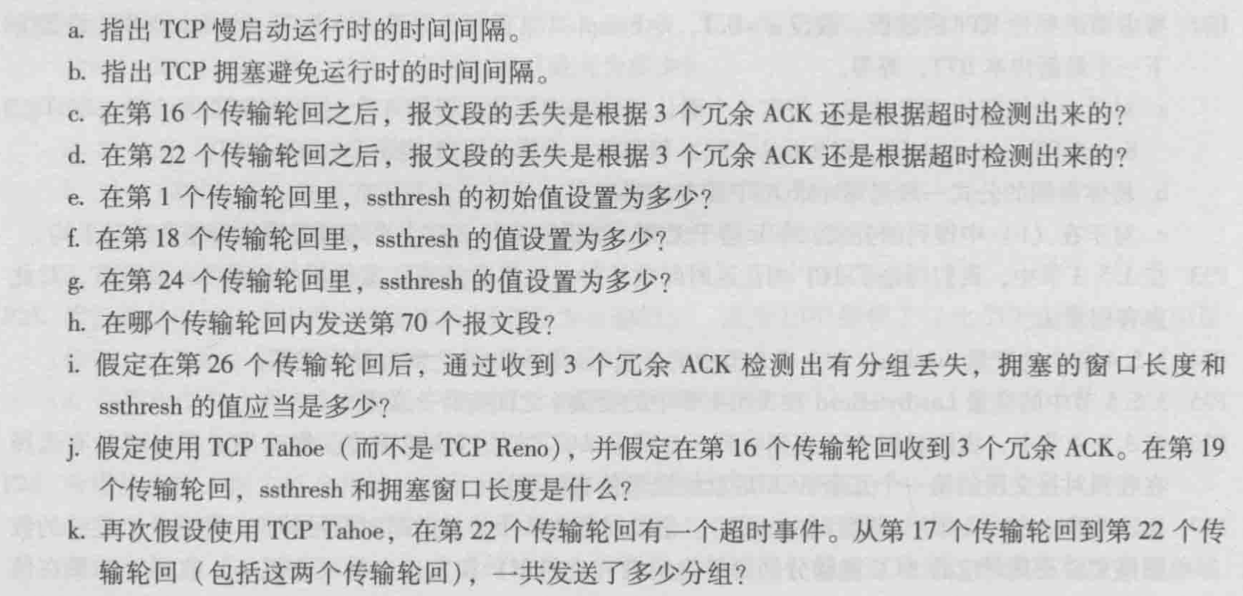 a. 指出 TCP 慢启动运行时的时间间隔。
b. 指出 TCP 拥塞避免运行时的时间间隔。
c. 在第 16 个传输轮回之后，报文段的丢失是根据 3 个冗余 ACK 还是根据超时检测出来的？
d. 在第 22 个传输轮回之后，报文段的丢失是根据 3 个冗余 ACK 还是根据超时检测出来的？
e. 在第 1 个传输轮回里，ssthresh 的初始值设置为多少？
f. 在第 18 个传输轮回里，ssthresh 的值设置为多少？
g. 在第 24 个传输轮回里，ssthresh 的值设置为多少？
h. 在哪个传输轮回内发送第 70 个报文段？
i. 假定在第 26 个传输轮回后，通过收到 3 个冗余 ACK 检测出有分组丢失，拥塞的窗口长度和
ssthresh 的值应当是多少？
j. 假定使用 TCP Tahoe（而不是 TCP Reno），并假定在第 16 个传输轮回收到 3 个冗余 ACK。在第 19
个传输轮回，ssthresh 和拥塞窗口长度是什么？
k. 再次假设使用 TCP Tahoe，在第 22 个传输轮回有一个超时事件。从第 17 个传输轮回到第 22 个传
输轮回（包括这两个传输轮回），一共发送了多少分组？